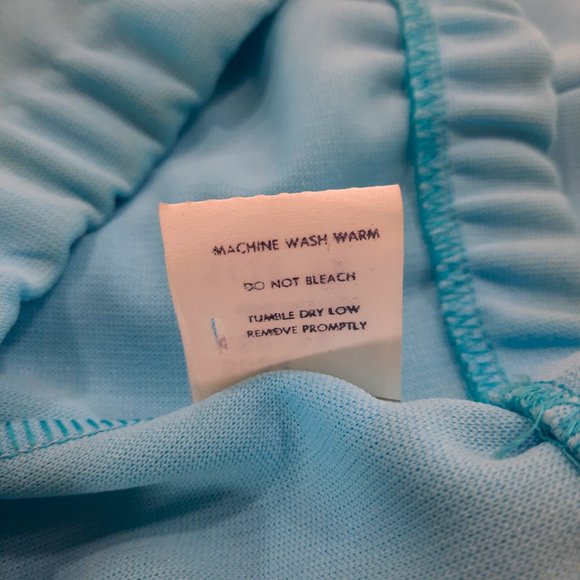 MACHINE WASH WARM
DO NOT BLEACH
TUMBLE DRY LOW
REMOVE PROMPTLY